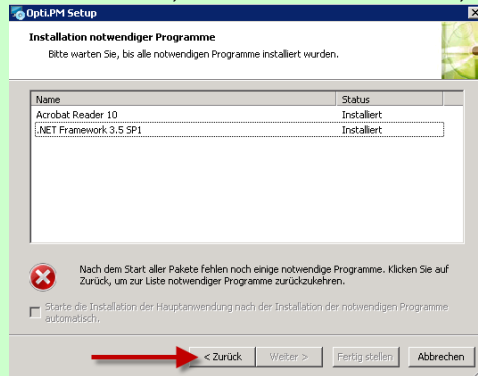 Opti.PM Setup
Installation notwendiger Programme
Bitte warten Sie, bis alle notwendigen Programme installiert wurden.
Name Status
Acrobat Reader 10 Installiert
.NET Framework 3.5 SP1 Installiert
Nach dem Start aller Pakete fehlen noch einige notwendige Programme. Klicken Sie auf
Zurück, um zur Liste notwendiger Programme zurückzukehren.
Starte die Installation der Hauptanwendung nach der Installation der notwendigen Programme
automatisch.
< Zurück Weiter > Fertig stellen Abbrechen